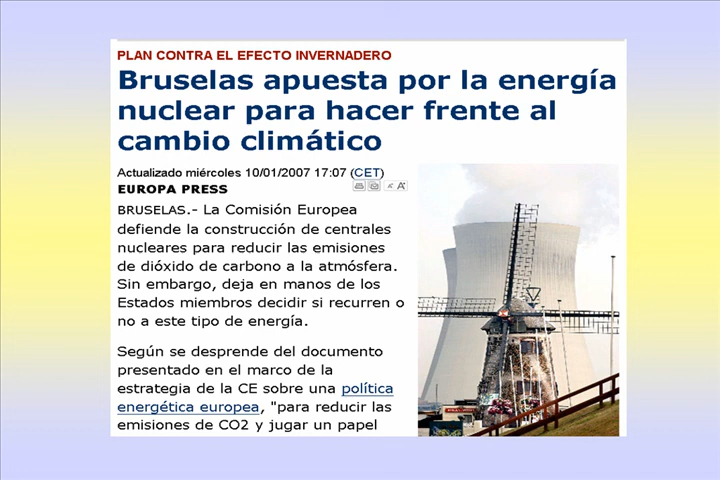 PLAN CONTRA EL EFECTO INVERNADERO
Bruselas apuesta por la energía
nuclear para hacer frente al
cambio climático
Actualizado miércoles 10/01/2007 17:07 (CET)
EUROPA PRESS
BRUSELAS.- La Comisión Europea
defiende la construcción de centrales
nucleares para reducir las emisiones
de dióxido de carbono a la atmósfera.
Sin embargo, deja en manos de los
Estados miembros decidir si recurren o
no a este tipo de energía.
Según se desprende del documento
presentado en el marco de la
estrategia de la CE sobre una política
energética europea, "para reducir las
emisiones de CO2 y jugar un papel